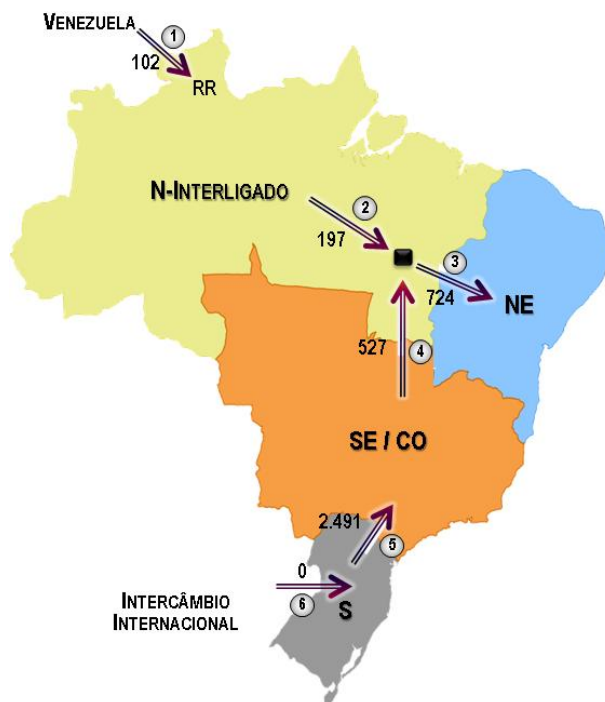 VENEZUELA
1
102
RR
N-INTERLIGADO
2
197
3
724
NE
527
4
SE / CO
2.491
5
0
6
INTERCÂMBIO
INTERNACIONAL
S